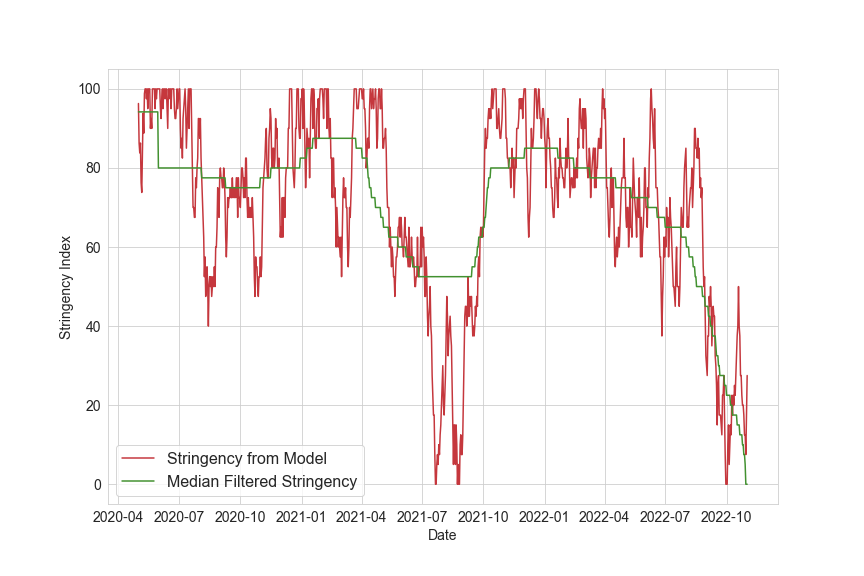 100
80
60
40
20
0
Stringency Index
Stringency from Model
Median Filtered Stringency
2020-04 2020-07 2020-10 2021-01 2021-04 2021-07 2021-10 2022-01 2022-04 2022-07 2022-10
Date